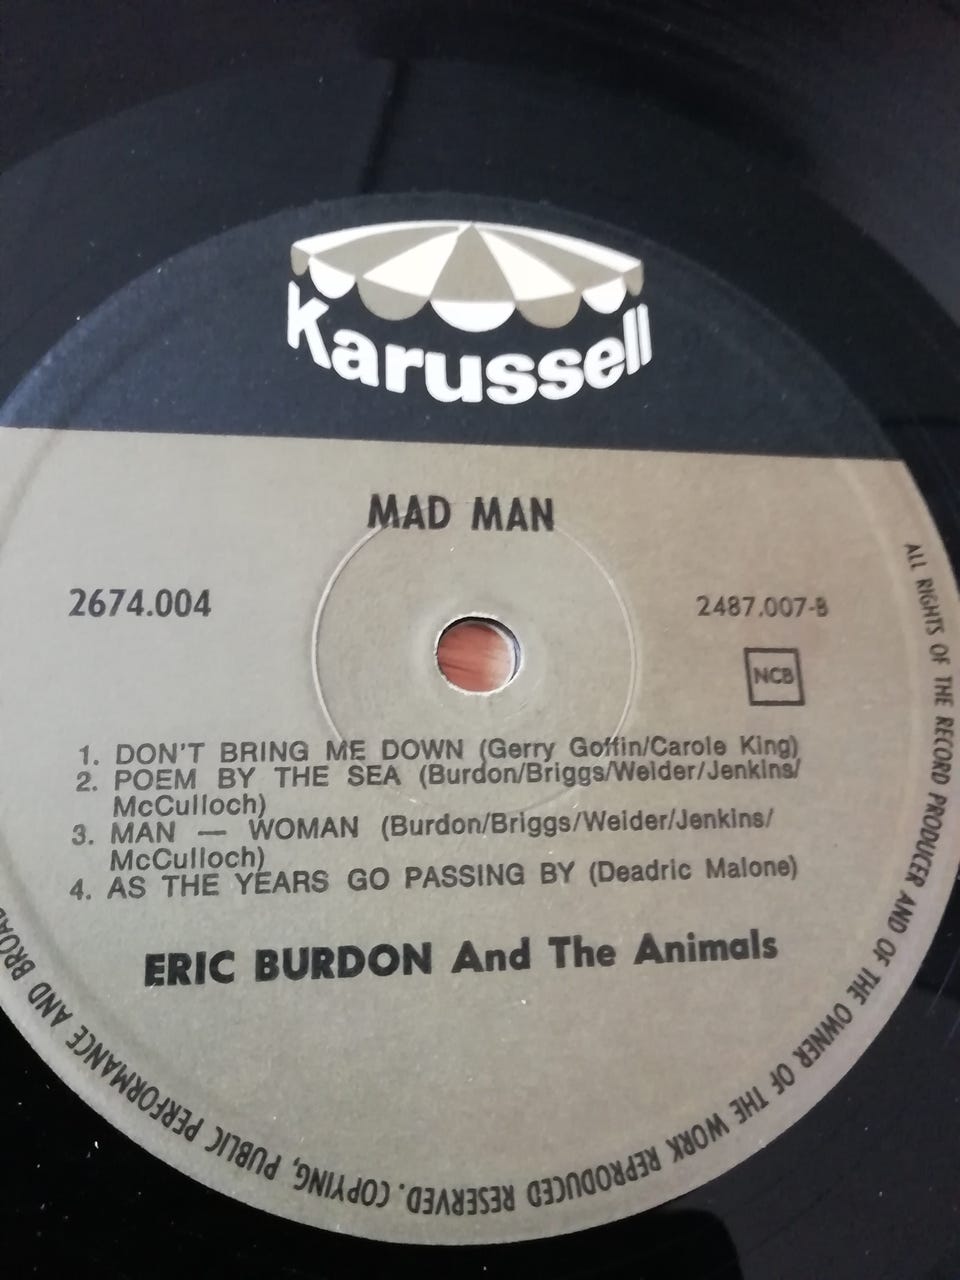 Karussell
MAD MAN
2674.004
2487.007-B
NCB
1. DON'T BRING ME DOWN (Gerry Goffin/Carole King)
2. POEM BY THE SEA (Burdon/Briggs/Weider/Jenkins/
McCulloch)
3. MAN — WOMAN (Burdon/Briggs/Weider/Jenkins/
McCulloch)
4. AS THE YEARS GO PASSING BY (Deadric Malone)
ERIC BURDON And The Animals
ALL RIGHTS OF THE RECORD PRODUCER AND OF THE OWNER OF THE WORK REPRODUCED RESERVED. COPYING, PUBLIC PERFORMANCE AND BROAD